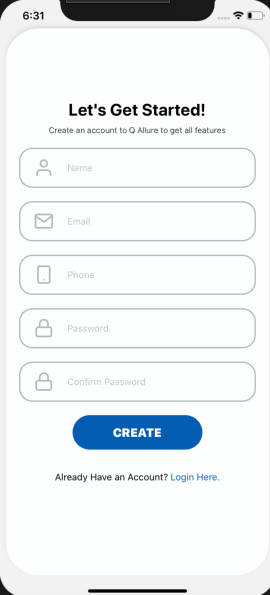 6:31
Let's Get Started!
Create an account to Q Allure to get all features
Name
Email
Phone
Password
Confirm Password
CREATE
Already Have an Account? Login Here.